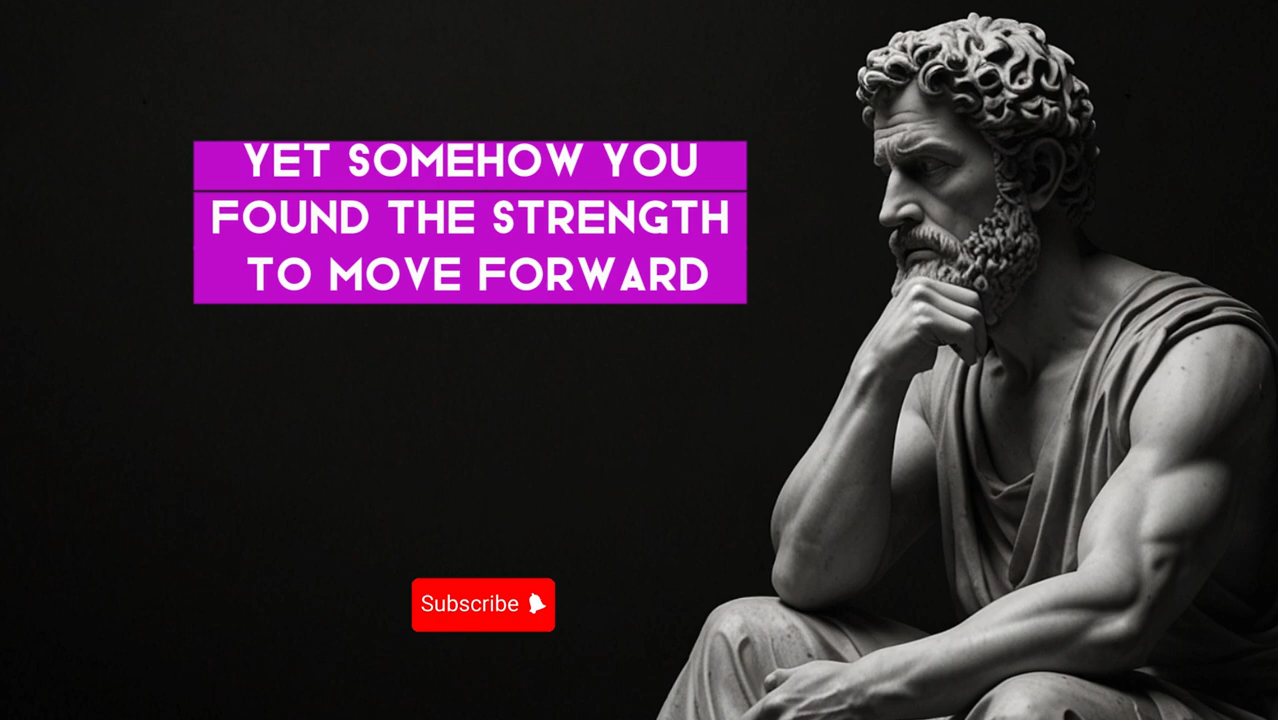 YET SOMEHOW YOU
FOUND THE STRENGTH
TO MOVE FORWARD
Subscribe